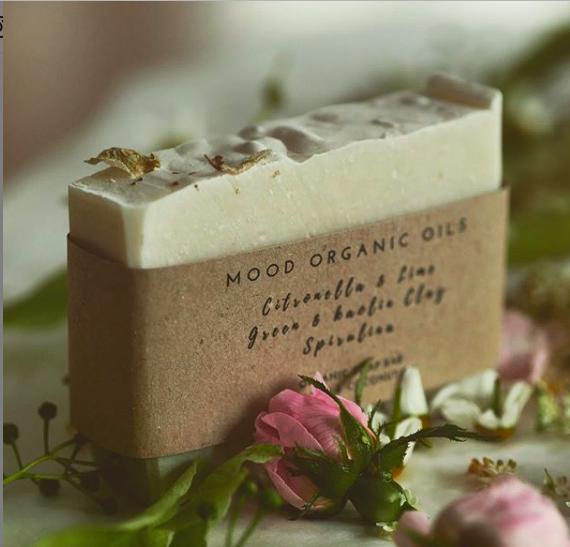 MOOD ORGANIC OILS
Citronella & Lime
Green & kaolin Clay
Spirulina